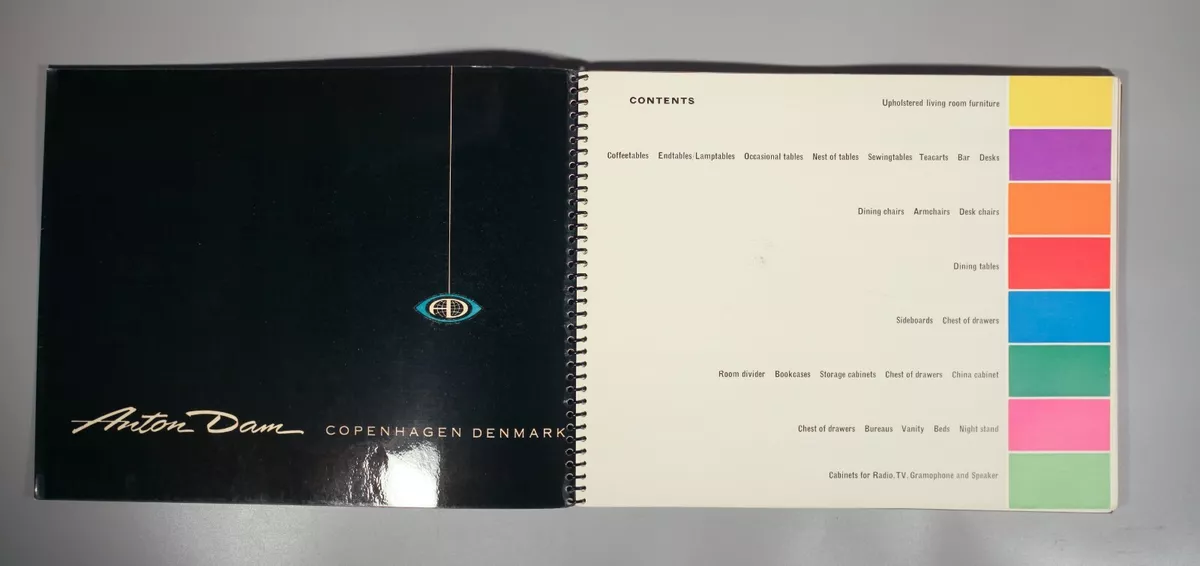 AD
Anton Dam COPENHAGEN DENMARK
CONTENTS
Upholstered living room furniture
Coffeetables Endtables/Lamptables Occasional tables Nest of tables Sewingtables Teacarts Bar Desks
Dining chairs Armchairs Desk chairs
Dining tables
Sideboards Chest of drawers
Room divider Bookcases Storage cabinets Chest of drawers China cabinet
Chest of drawers Bureaus Vanity Beds Night stand
Cabinets for Radio, TV, Gramophone and Speaker